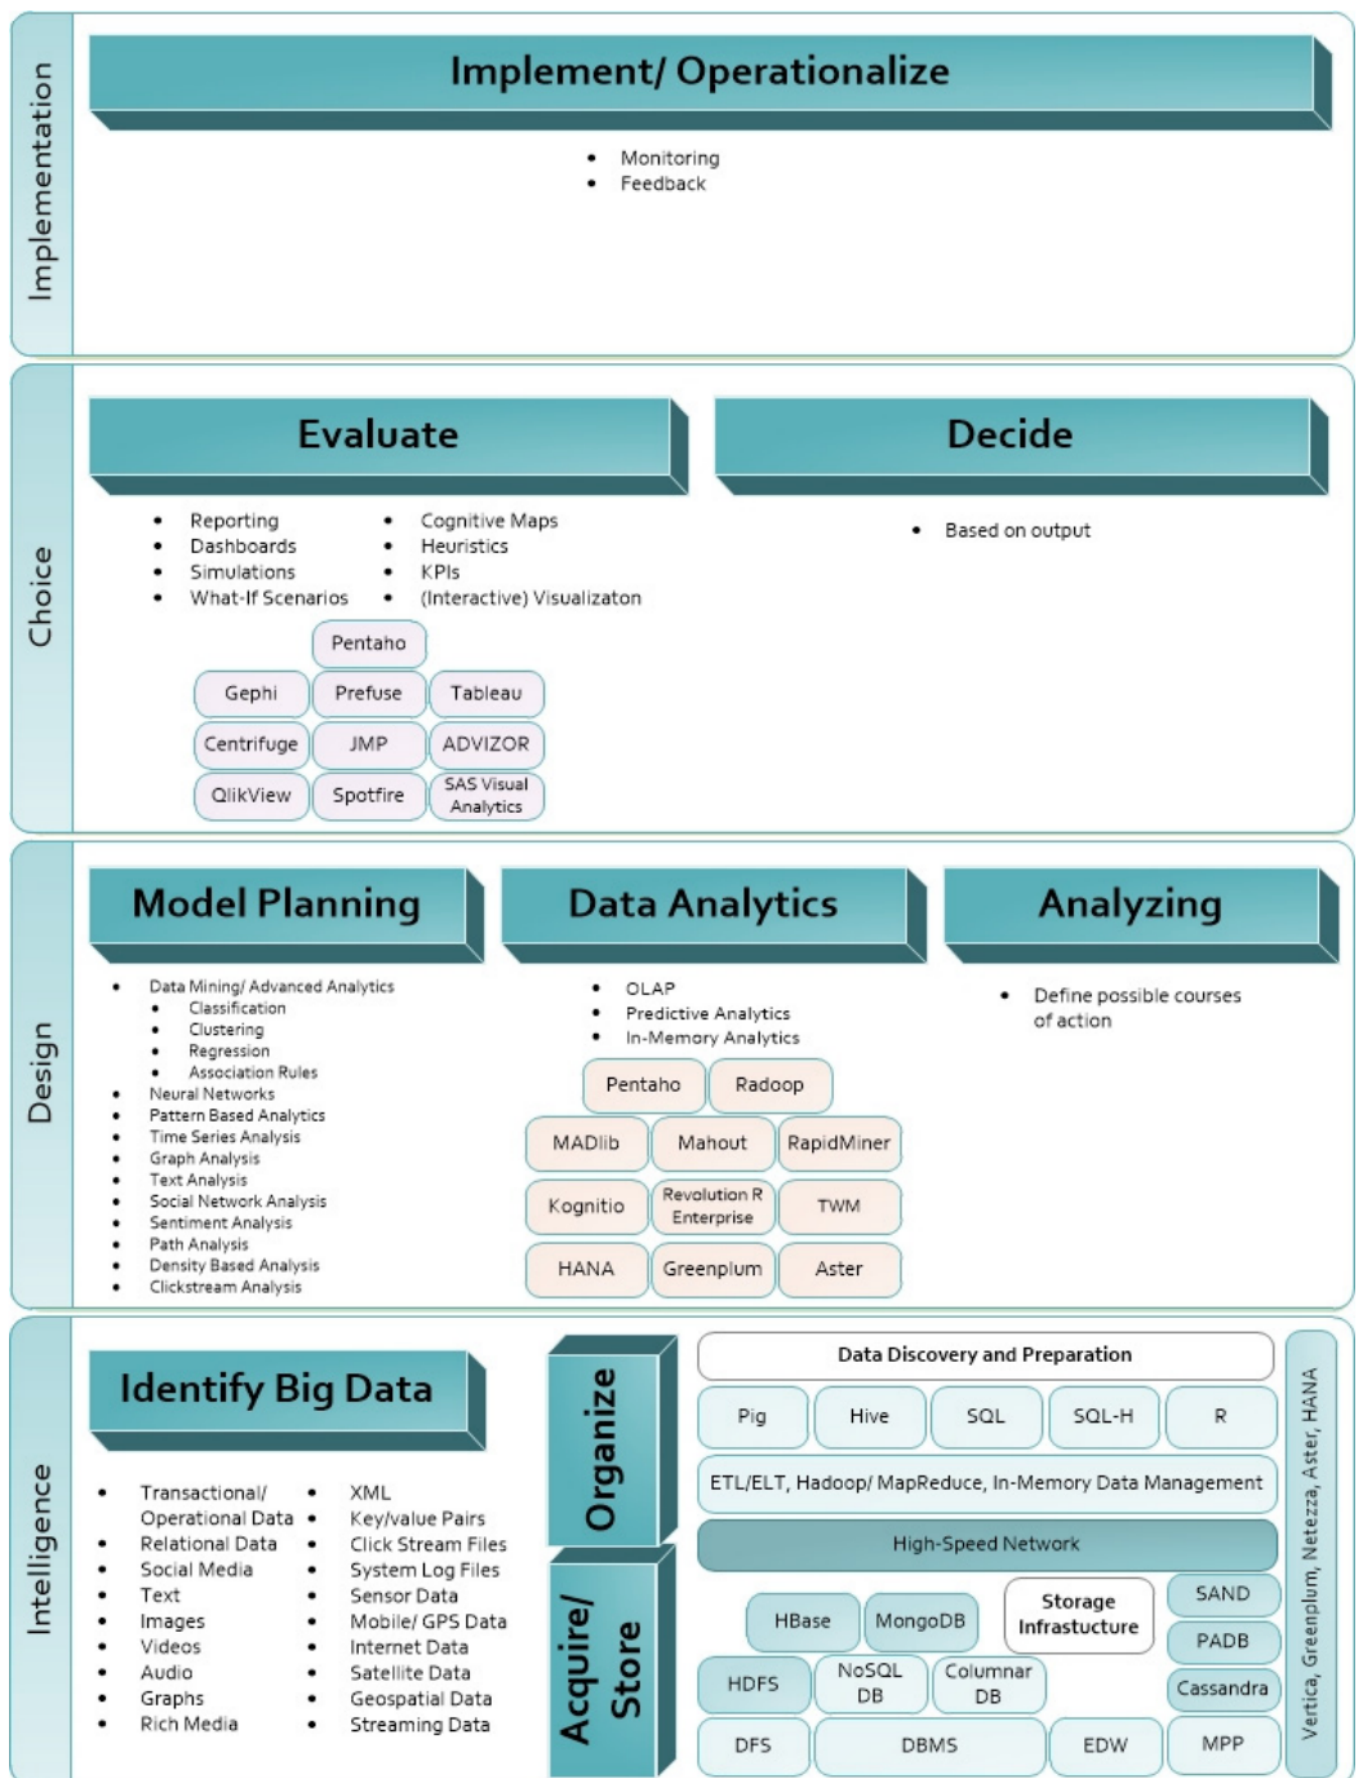 Implementation
Implement/ Operationalize
• Monitoring
• Feedback
Choice
Evaluate
• Reporting
• Dashboards
• Simulations
• What-If Scenarios
• Cognitive Maps
• Heuristics
• KPIs
• (Interactive) Visualizaton
Pentaho
Gephi
Prefuse
Tableau
Centrifuge
JMP
ADVIZOR
QlikView
Spotfire
SAS Visual
Analytics
Decide
• Based on output
Design
Model Planning
• Data Mining/ Advanced Analytics
• Classification
• Clustering
• Regression
• Association Rules
• Neural Networks
• Pattern Based Analytics
• Time Series Analysis
• Graph Analysis
• Text Analysis
• Social Network Analysis
• Sentiment Analysis
• Path Analysis
• Density Based Analysis
• Clickstream Analysis
Data Analytics
• OLAP
• Predictive Analytics
• In-Memory Analytics
Pentaho
Radoop
MADlib
Mahout
RapidMiner
Kognitio
Revolution R
Enterprise
TWM
HANA
Greenplum
Aster
Analyzing
• Define possible courses
of action
Intelligence
Identify Big Data
• Transactional/
Operational Data
• Relational Data
• Social Media
• Text
• Images
• Videos
• Audio
• Graphs
• Rich Media
• XML
• Key/value Pairs
• Click Stream Files
• System Log Files
• Sensor Data
• Mobile/ GPS Data
• Internet Data
• Satellite Data
• Geospatial Data
• Streaming Data
Organize
Data Discovery and Preparation
Pig
Hive
SQL
SQL-H
R
ETL/ELT, Hadoop/ MapReduce, In-Memory Data Management
High-Speed Network
Acquire/
Store
HBase
MongoDB
Storage
Infrastucture
SAND
PADB
HDFS
NoSQL
DB
Columnar
DB
Cassandra
DFS
DBMS
EDW
MPP
Vertica, Greenplum, Netezza, Aster, HANA